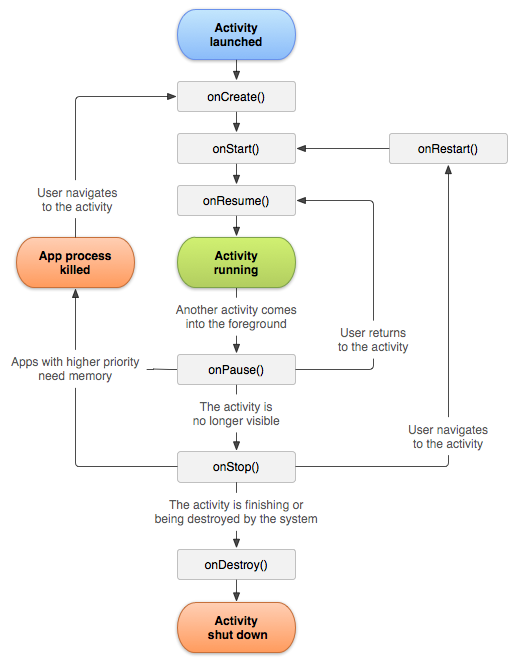 Activity
launched
onCreate()
onStart()
onRestart()
User navigates
to the activity
onResume()
App process
killed
Activity
running
Another activity comes
into the foreground
User returns
to the activity
Apps with higher priority
need memory
onPause()
The activity is
no longer visible
User navigates
to the activity
onStop()
The activity is finishing or
being destroyed by the system
onDestroy()
Activity
shut down